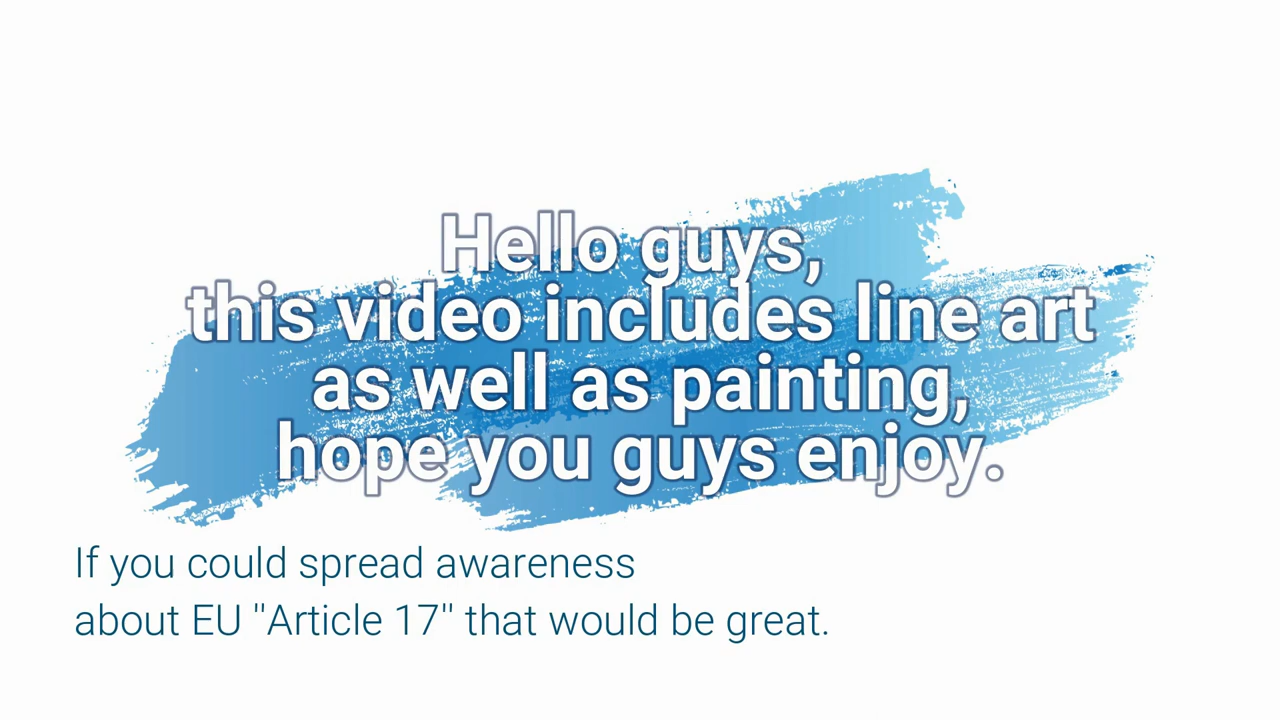 Hello guys,
this video includes line art
as well as painting,
hope you guys enjoy.
If you could spread awareness
about EU "Article 17" that would be great.